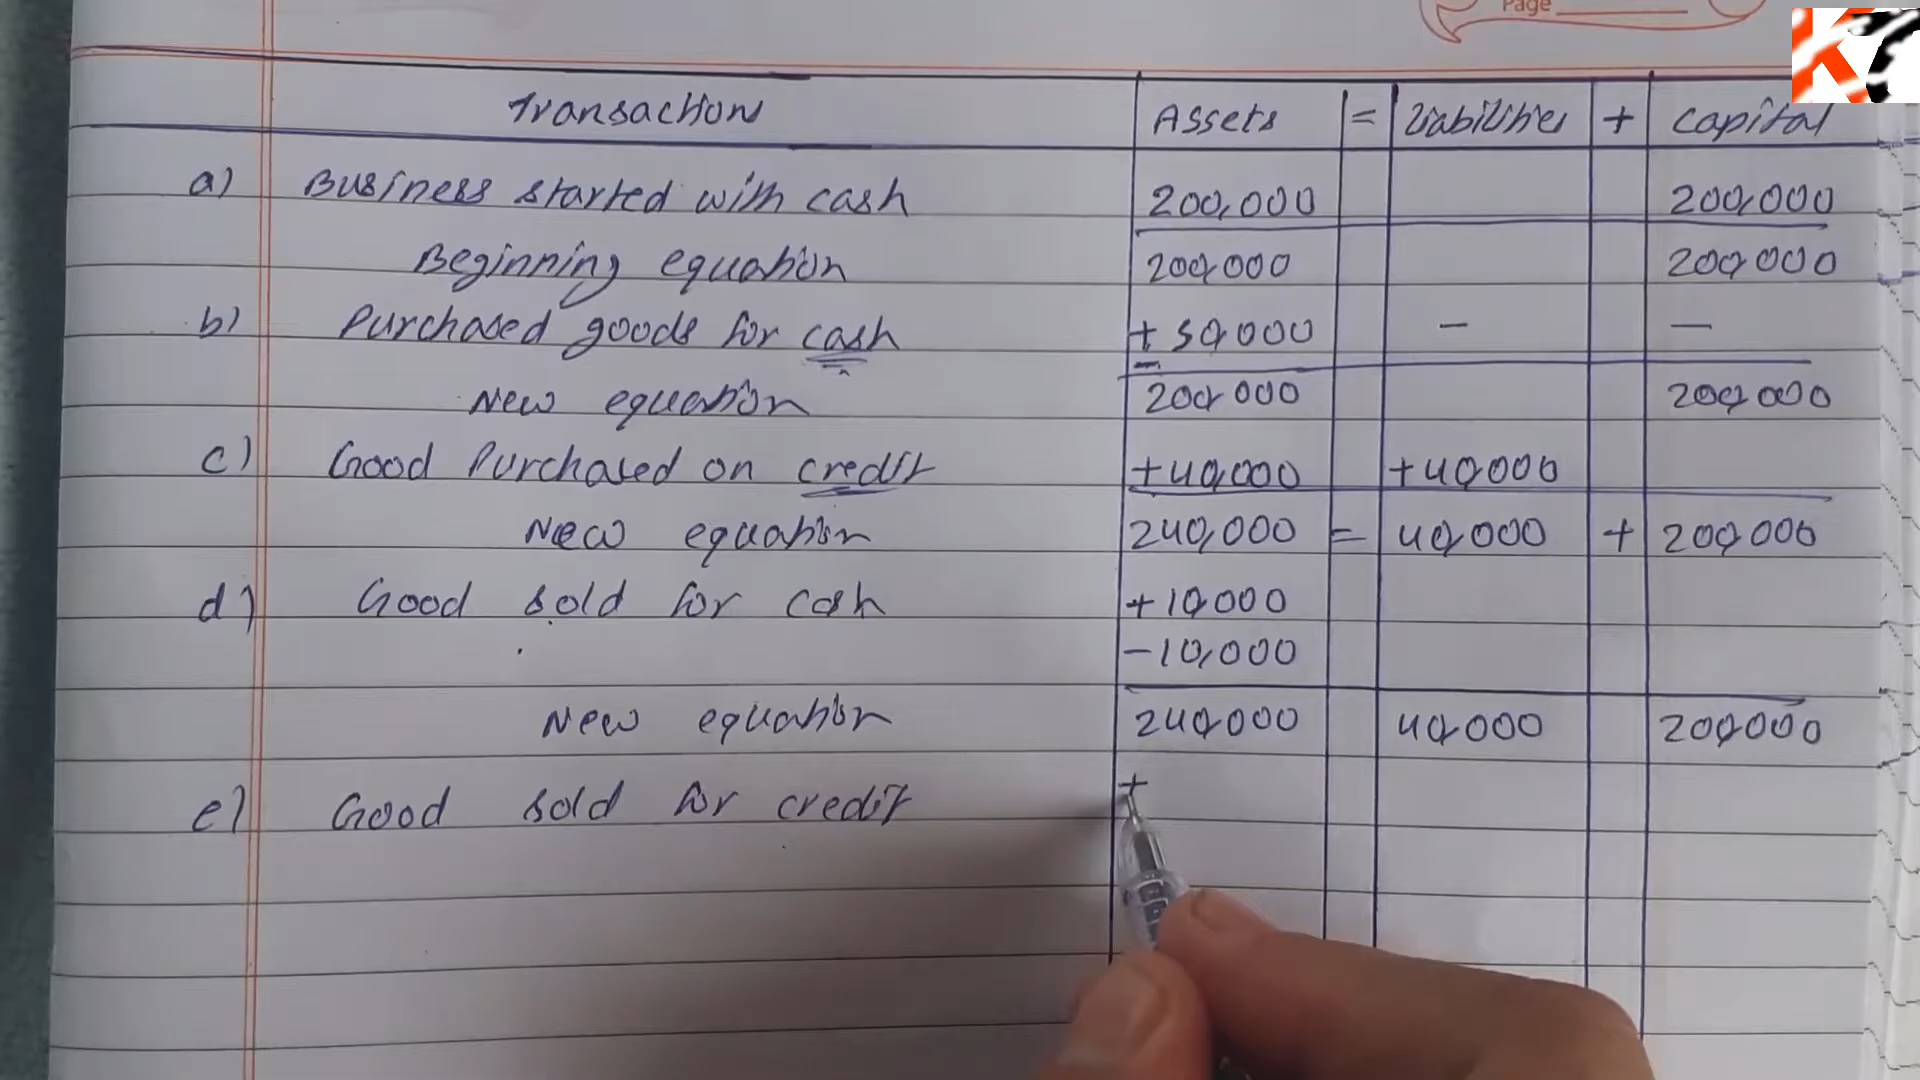 Page
Transaction Assets = Liabilities + Capital
a) Business started with cash 200,000 200,000
Beginning equation 200,000 200,000
b) Purchased goods for cash ± 50,000 – –
New equation 200,000 200,000
c) Good Purchased on credit +40,000 +40,000
New equation 240,000 = 40,000 + 200,000
d) Good sold for cash +10,000
-10,000
New equation 240,000 40,000 200,000
e) Good sold for credit +